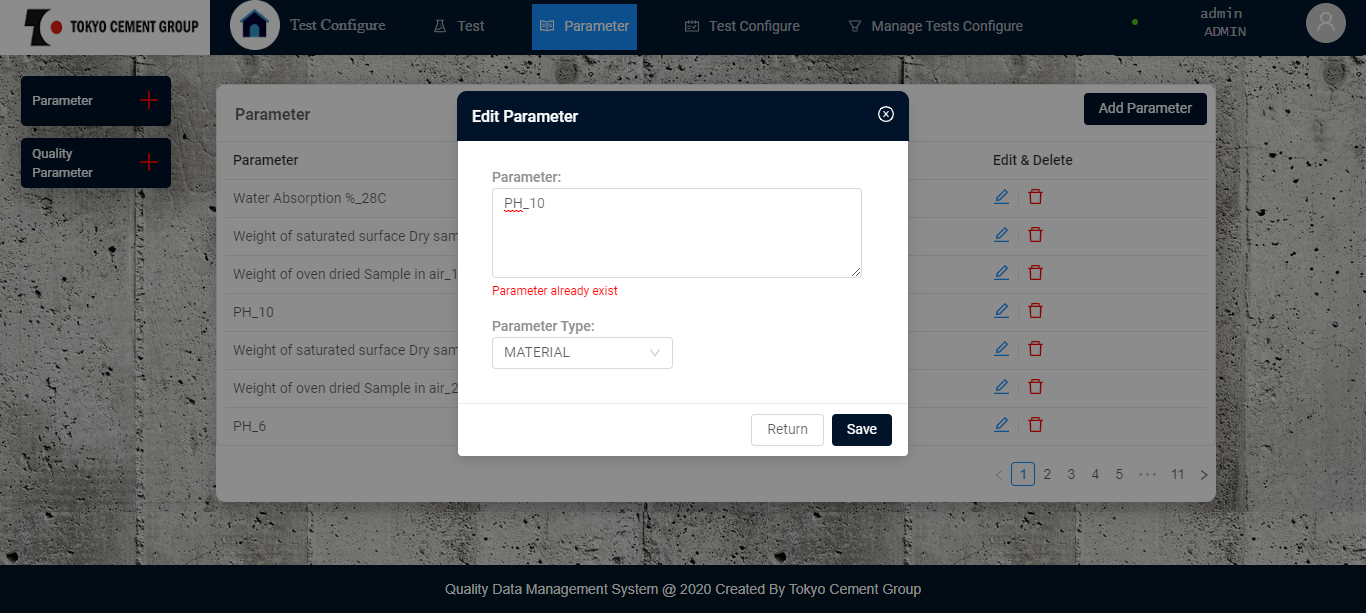 TOKYO CEMENT GROUP
Test Configure
Test
Parameter
Test Configure
Manage Tests Configure
admin
ADMIN
Parameter
Quality
Parameter
Parameter
Add Parameter
Parameter
Edit & Delete
Water Absorption %_28C
Weight of saturated surface Dry sam
Weight of oven dried Sample in air_1
PH_10
Weight of saturated surface Dry sam
Weight of oven dried Sample in air_2
PH_6
Edit Parameter
Parameter:
PH_10
Parameter already exist
Parameter Type:
MATERIAL
Return
Save
< 1 2 3 4 5 ••• 11 >
Quality Data Management System @ 2020 Created By Tokyo Cement Group